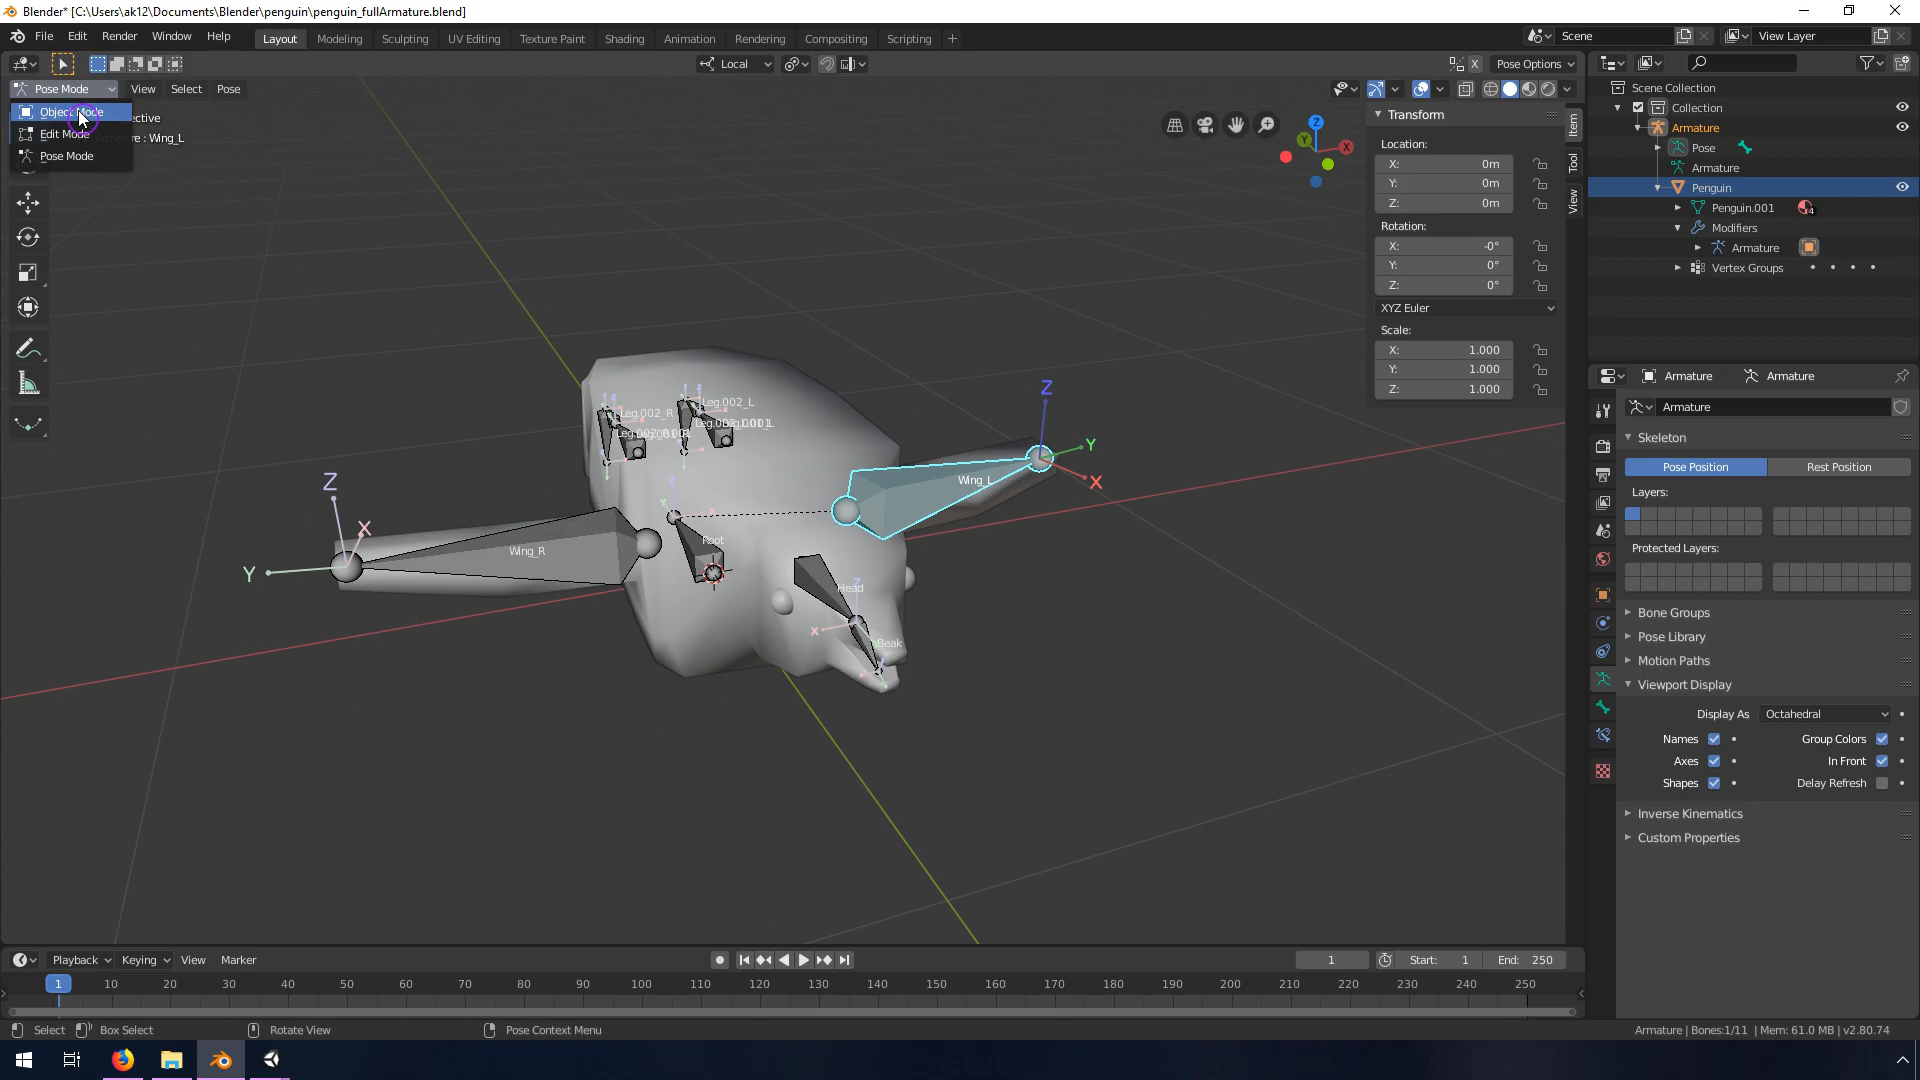 Blender* [C:\Users\ak12\Documents\Blender\penguin\penguin_fullArmature.blend]
File Edit Render Window Help
Layout Modeling Sculpting UV Editing Texture Paint Shading Animation Rendering Compositing Scripting +
Scene
View Layer
Local
X
Pose Options
Pose Mode View Select Pose
Object Mode
Edit Mode
Pose Mode
ective
re : Wing_L
Z
Y
X
Transform
Location:
X: 0m
Y: 0m
Z: 0m
Rotation:
X: -0°
Y: 0°
Z: 0°
XYZ Euler
Scale:
X: 1.000
Y: 1.000
Z: 1.000
Item
Tool
View
Scene Collection
Collection
Armature
Pose
Armature
Penguin
Penguin.001
4
Modifiers
Armature
Vertex Groups
Leg.002_R
Leg.002_L
Wing_L
Z
Y
X
Wing_R
Z
X
Y
Root
Head
Beak
Armature
Armature
Armature
Skeleton
Pose Position Rest Position
Layers:
Protected Layers:
Bone Groups
Pose Library
Motion Paths
Viewport Display
Display As Octahedral
Names Group Colors
Axes In Front
Shapes Delay Refresh
Inverse Kinematics
Custom Properties
Playback Keying View Marker
1
Start: 1 End: 250
1 10 20 30 40 50 60 70 80 90 100 110 120 130 140 150 160 170 180 190 200 210 220 230 240 250
Select Box Select Rotate View Pose Context Menu
Armature | Bones:1/11 | Mem: 61.0 MB | v2.80.74